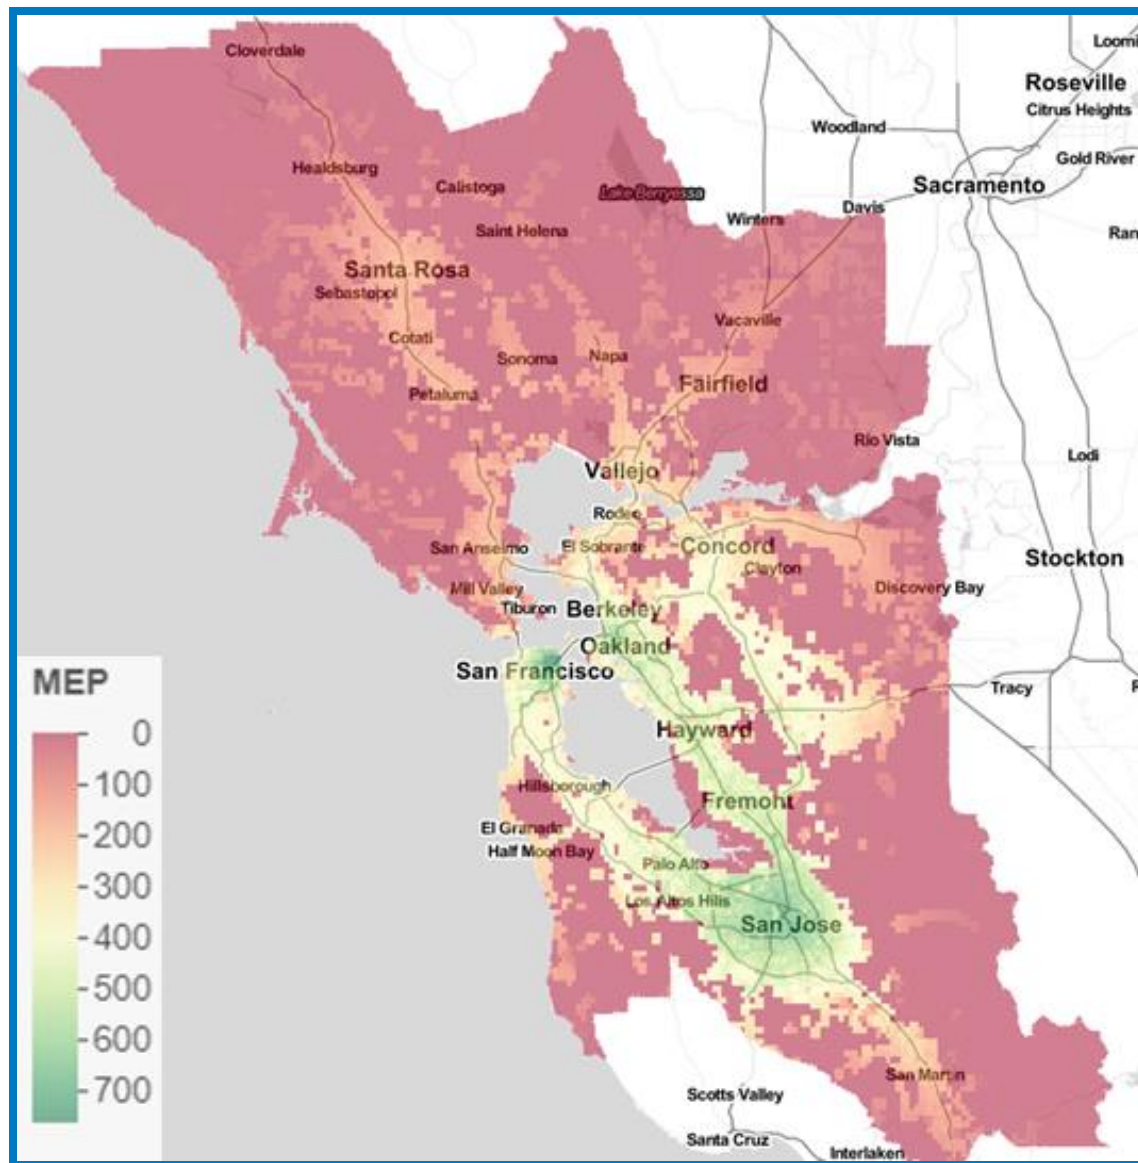 Cloverdale
Loomi
Roseville
Citrus Heights
Woodland
Gold River
Healdsburg
Calistoga
Lake Berryessa
Sacramento
Davis
Winters
Saint Helena
Ran
Santa Rosa
Sebastopol
Vacaville
Cotati
Sonoma
Napa
Fairfield
Petaluma
Rio Vista
Lodi
Vallejo
Rodeo
San Anselmo
El Sobrante
Concord
Clayton
Stockton
Mill Valley
Discovery Bay
Tiburon
Berkeley
Oakland
San Francisco
Tracy
Hayward
Hillsborough
Fremont
El Granada
Half Moon Bay
Palo Alto
Los Altos Hills
San Jose
San Martin
Scotts Valley
Santa Cruz
Interlaken
MEP
0
100
200
300
400
500
600
700